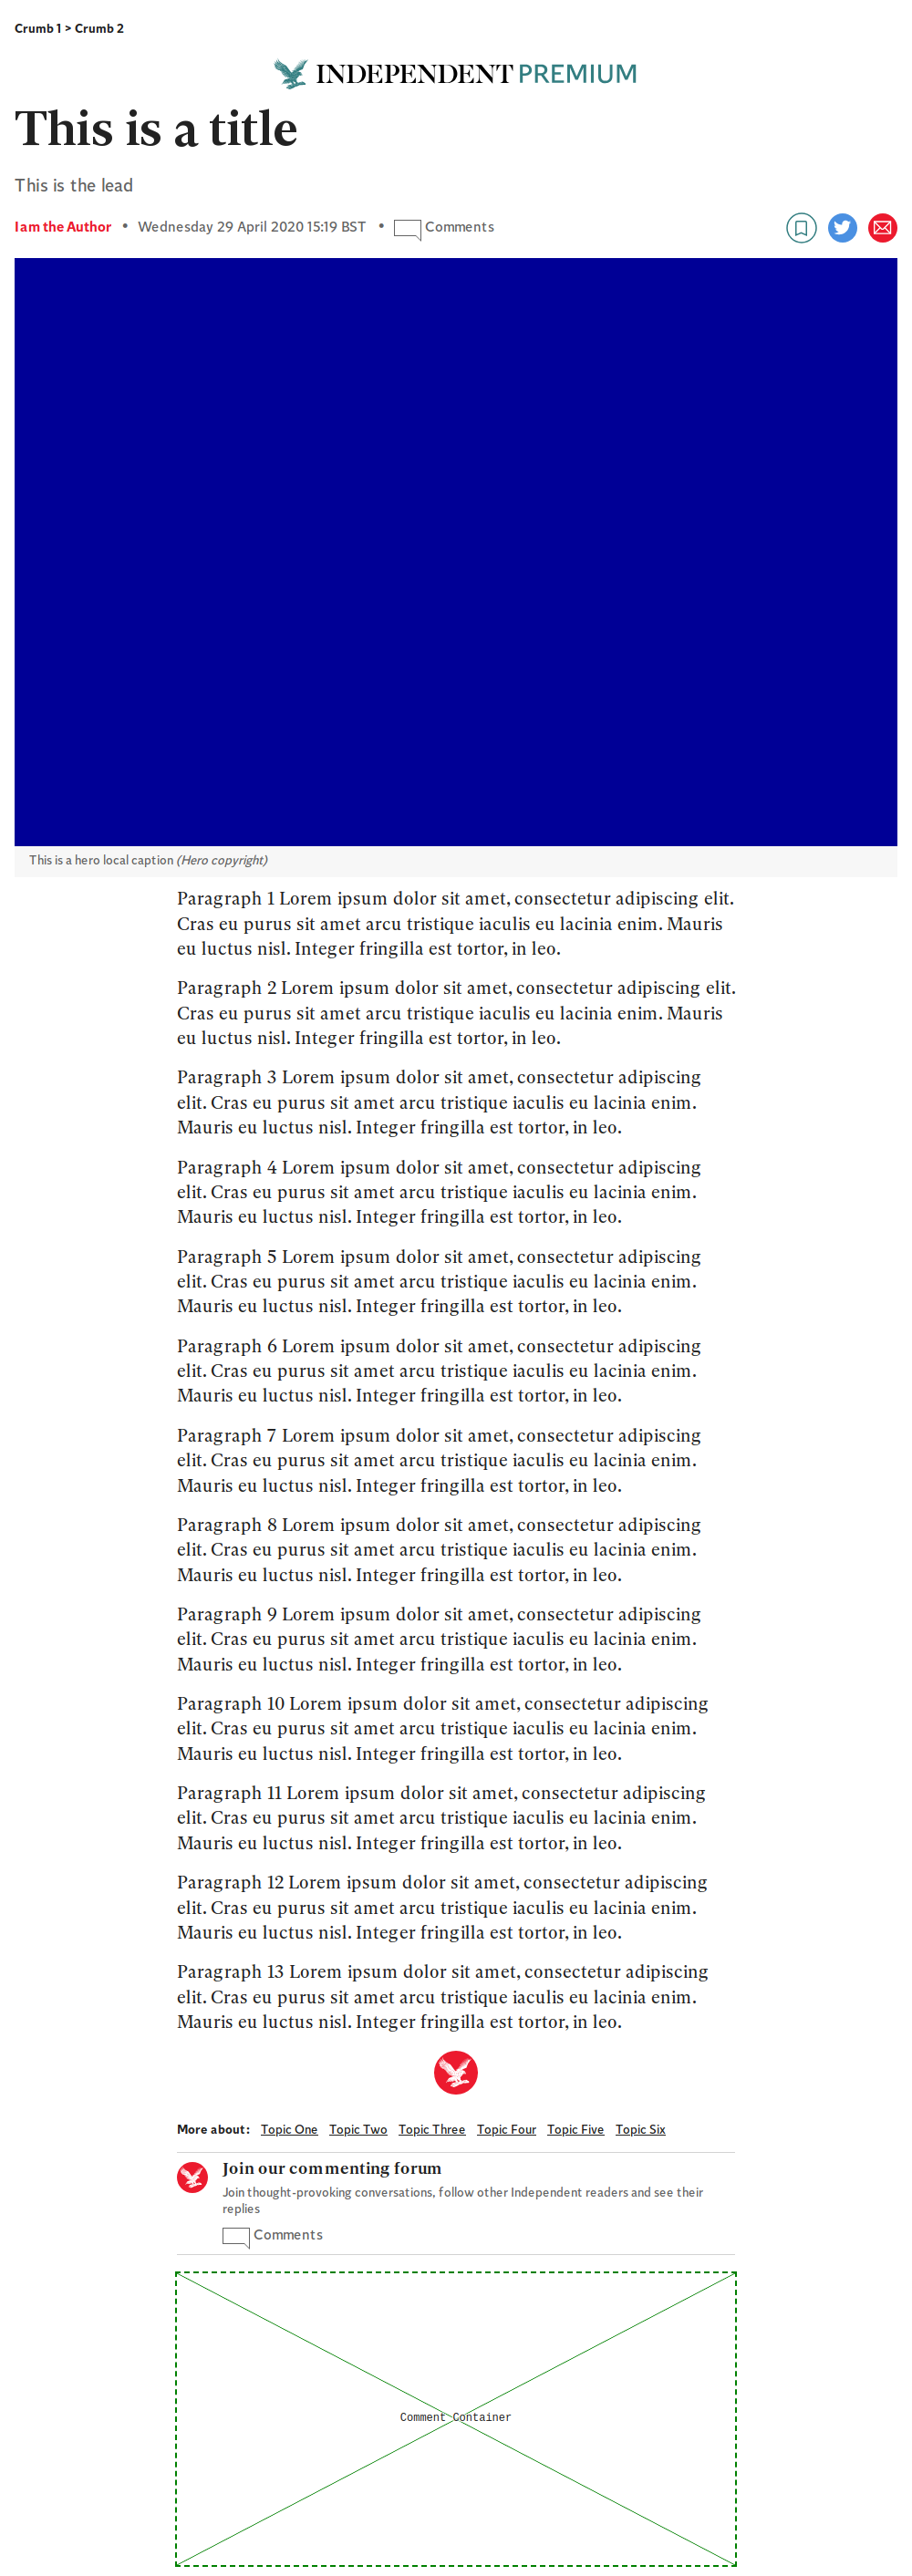 Crumb 1 > Crumb 2
INDEPENDENT PREMIUM
This is a title
This is the lead
I am the Author • Wednesday 29 April 2020 15:19 BST • Comments
This is a hero local caption (Hero copyright)
Paragraph 1 Lorem ipsum dolor sit amet, consectetur adipiscing elit.
Cras eu purus sit amet arcu tristique iaculis eu lacinia enim. Mauris
eu luctus nisl. Integer fringilla est tortor, in leo.
Paragraph 2 Lorem ipsum dolor sit amet, consectetur adipiscing elit.
Cras eu purus sit amet arcu tristique iaculis eu lacinia enim. Mauris
eu luctus nisl. Integer fringilla est tortor, in leo.
Paragraph 3 Lorem ipsum dolor sit amet, consectetur adipiscing
elit. Cras eu purus sit amet arcu tristique iaculis eu lacinia enim.
Mauris eu luctus nisl. Integer fringilla est tortor, in leo.
Paragraph 4 Lorem ipsum dolor sit amet, consectetur adipiscing
elit. Cras eu purus sit amet arcu tristique iaculis eu lacinia enim.
Mauris eu luctus nisl. Integer fringilla est tortor, in leo.
Paragraph 5 Lorem ipsum dolor sit amet, consectetur adipiscing
elit. Cras eu purus sit amet arcu tristique iaculis eu lacinia enim.
Mauris eu luctus nisl. Integer fringilla est tortor, in leo.
Paragraph 6 Lorem ipsum dolor sit amet, consectetur adipiscing
elit. Cras eu purus sit amet arcu tristique iaculis eu lacinia enim.
Mauris eu luctus nisl. Integer fringilla est tortor, in leo.
Paragraph 7 Lorem ipsum dolor sit amet, consectetur adipiscing
elit. Cras eu purus sit amet arcu tristique iaculis eu lacinia enim.
Mauris eu luctus nisl. Integer fringilla est tortor, in leo.
Paragraph 8 Lorem ipsum dolor sit amet, consectetur adipiscing
elit. Cras eu purus sit amet arcu tristique iaculis eu lacinia enim.
Mauris eu luctus nisl. Integer fringilla est tortor, in leo.
Paragraph 9 Lorem ipsum dolor sit amet, consectetur adipiscing
elit. Cras eu purus sit amet arcu tristique iaculis eu lacinia enim.
Mauris eu luctus nisl. Integer fringilla est tortor, in leo.
Paragraph 10 Lorem ipsum dolor sit amet, consectetur adipiscing
elit. Cras eu purus sit amet arcu tristique iaculis eu lacinia enim.
Mauris eu luctus nisl. Integer fringilla est tortor, in leo.
Paragraph 11 Lorem ipsum dolor sit amet, consectetur adipiscing
elit. Cras eu purus sit amet arcu tristique iaculis eu lacinia enim.
Mauris eu luctus nisl. Integer fringilla est tortor, in leo.
Paragraph 12 Lorem ipsum dolor sit amet, consectetur adipiscing
elit. Cras eu purus sit amet arcu tristique iaculis eu lacinia enim.
Mauris eu luctus nisl. Integer fringilla est tortor, in leo.
Paragraph 13 Lorem ipsum dolor sit amet, consectetur adipiscing
elit. Cras eu purus sit amet arcu tristique iaculis eu lacinia enim.
Mauris eu luctus nisl. Integer fringilla est tortor, in leo.
More about: Topic One Topic Two Topic Three Topic Four Topic Five Topic Six
Join our commenting forum
Join thought-provoking conversations, follow other Independent readers and see their
replies
Comments
Comment Container